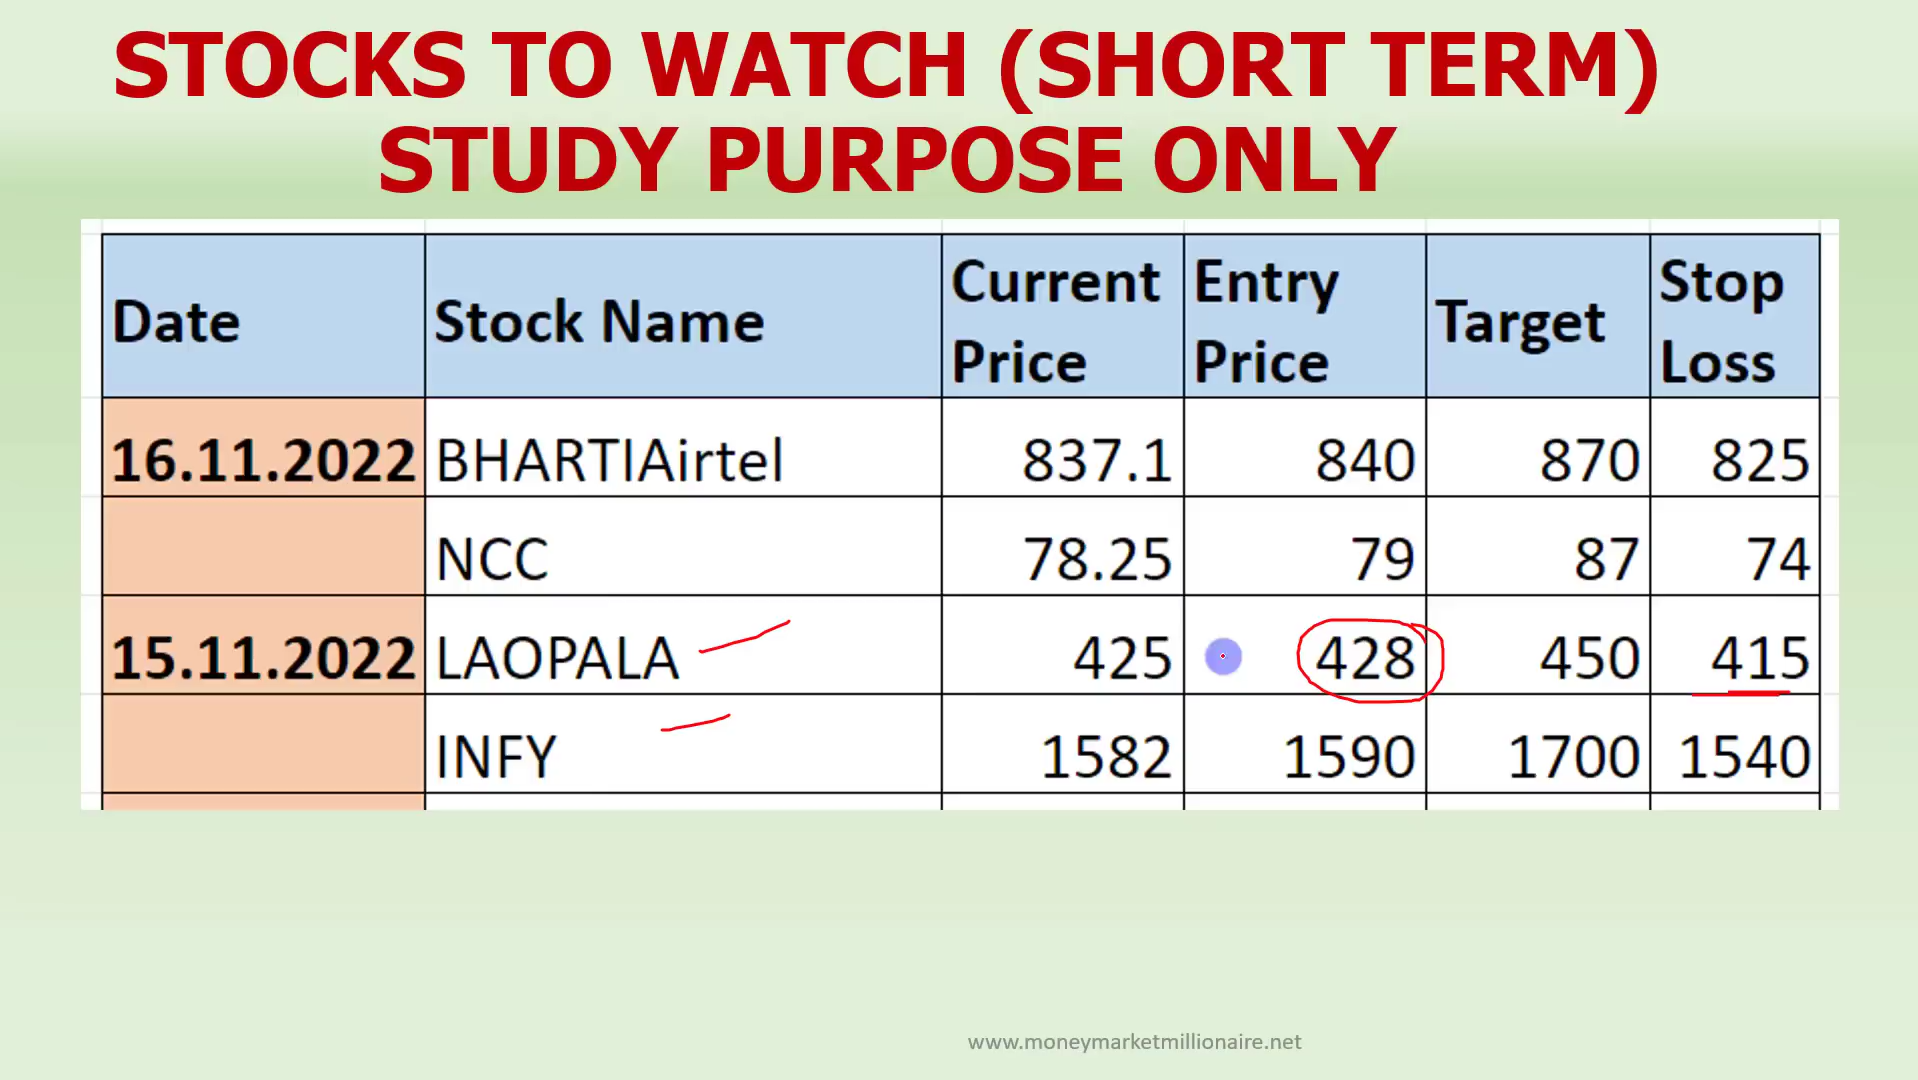 STOCKS TO WATCH (SHORT TERM)
STUDY PURPOSE ONLY
Date Stock Name Current Price Entry Price Target Stop Loss
16.11.2022 BHARTIAirtel 837.1 840 870 825
NCC 78.25 79 87 74
15.11.2022 LAOPALA 425 428 450 415
INFY 1582 1590 1700 1540
www.moneymarketmillionaire.net